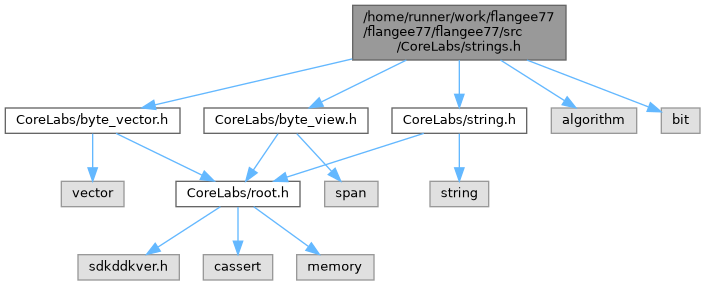 /home/runner/work/flangee77
/flangee77/flangee77/src
/CoreLabs/strings.h
CoreLabs/byte_vector.h
CoreLabs/byte_view.h
CoreLabs/string.h
algorithm
bit
vector
CoreLabs/root.h
span
string
sdkddkver.h
cassert
memory